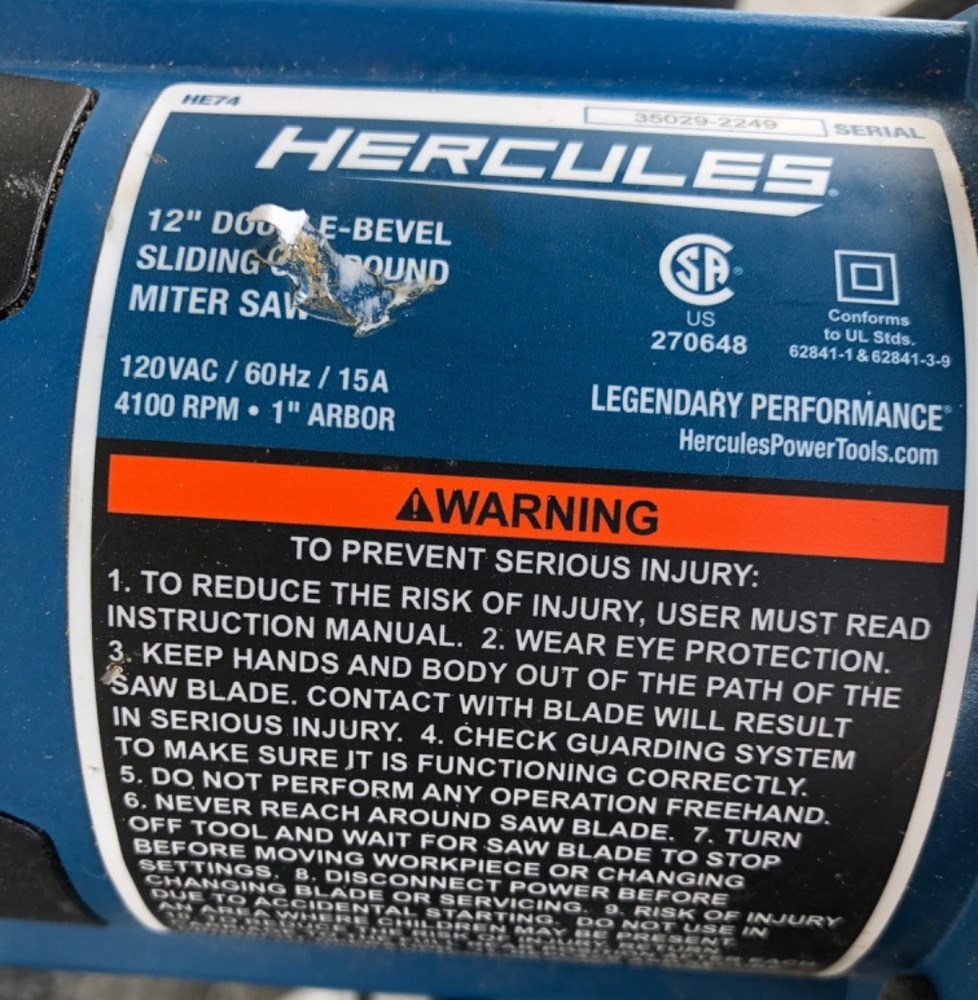 HE74
35029-2249 SERIAL
HERCULES
12" DOU E-BEVEL
SLIDING OUND
MITER SAW
120VAC / 60Hz / 15A
4100 RPM • 1" ARBOR
SA®
US
270648
Conforms
to UL Stds.
62841-1 & 62841-3-9
LEGENDARY PERFORMANCE®
HerculesPowerTools.com
⚠WARNING
TO PREVENT SERIOUS INJURY:
1. TO REDUCE THE RISK OF INJURY, USER MUST READ
INSTRUCTION MANUAL. 2. WEAR EYE PROTECTION.
3. KEEP HANDS AND BODY OUT OF THE PATH OF THE
SAW BLADE. CONTACT WITH BLADE WILL RESULT
IN SERIOUS INJURY. 4. CHECK GUARDING SYSTEM
TO MAKE SURE IT IS FUNCTIONING CORRECTLY.
5. DO NOT PERFORM ANY OPERATION FREEHAND.
6. NEVER REACH AROUND SAW BLADE. 7. TURN
OFF TOOL AND WAIT FOR SAW BLADE TO STOP
BEFORE MOVING WORKPIECE OR CHANGING
SETTINGS. 8. DISCONNECT POWER BEFORE
CHANGING BLADE OR SERVICING. 9. RISK OF INJURY
DUE TO ACCIDENTAL STARTING. DO NOT USE IN
AN AREA WHERE CHILDREN MAY BE PRESENT.